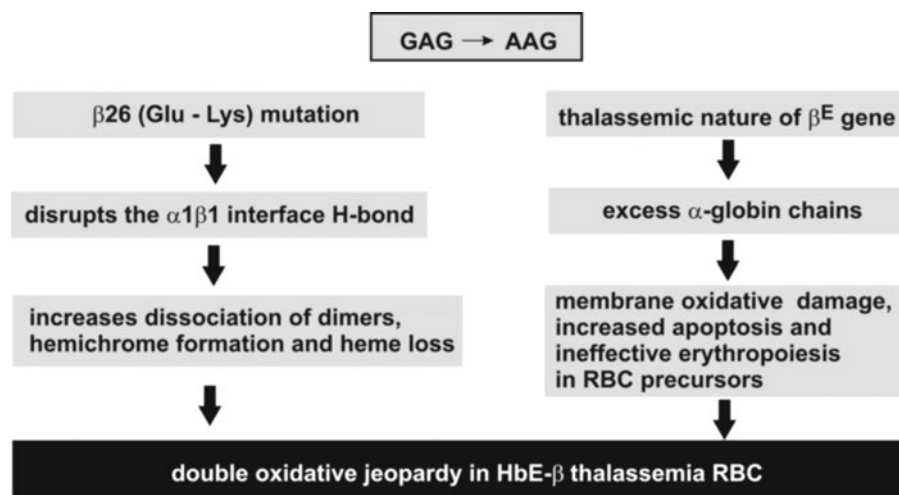 GAG → AAG
β26 (Glu - Lys) mutation
disrupts the α1β1 interface H-bond
increases dissociation of dimers,
hemichrome formation and heme loss
thalassemic nature of βᴱ gene
excess α-globin chains
membrane oxidative damage,
increased apoptosis and
ineffective erythropoiesis
in RBC precursors
double oxidative jeopardy in HbE-β thalassemia RBC